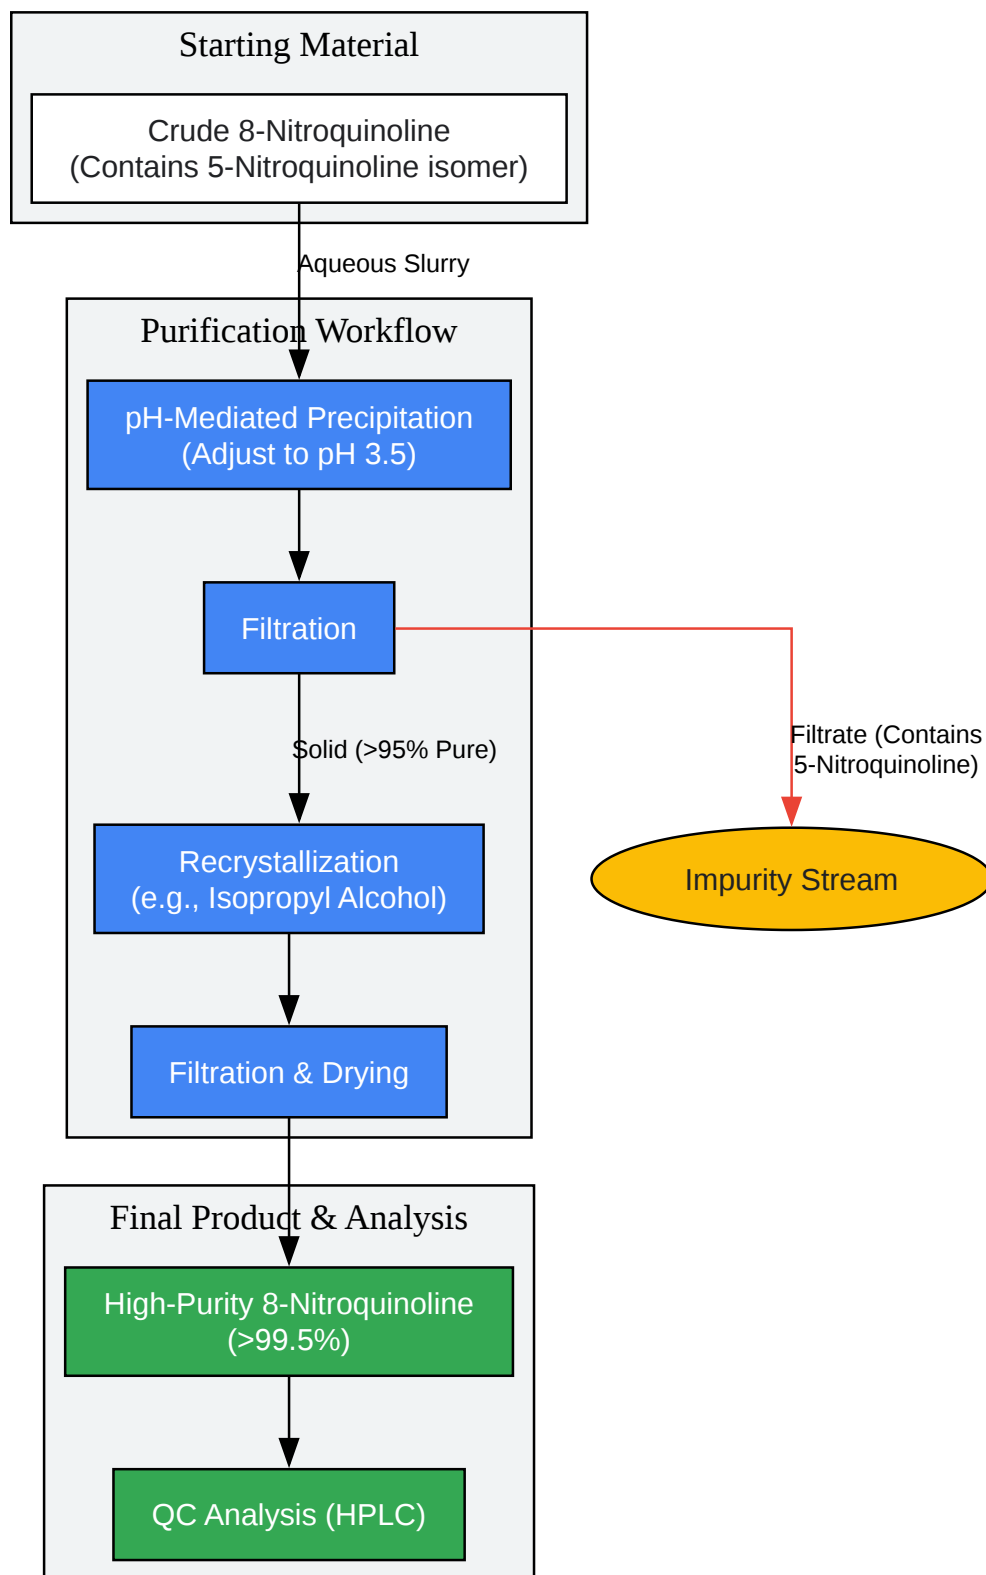 Starting Material
Crude 8-Nitroquinoline
(Contains 5-Nitroquinoline isomer)
Aqueous Slurry
Purification Workflow
pH-Mediated Precipitation
(Adjust to pH 3.5)
Filtration
Solid (>95% Pure)
Filtrate (Contains
5-Nitroquinoline)
Recrystallization
(e.g., Isopropyl Alcohol)
Impurity Stream
Filtration & Drying
Final Product & Analysis
High-Purity 8-Nitroquinoline
(>99.5%)
QC Analysis (HPLC)